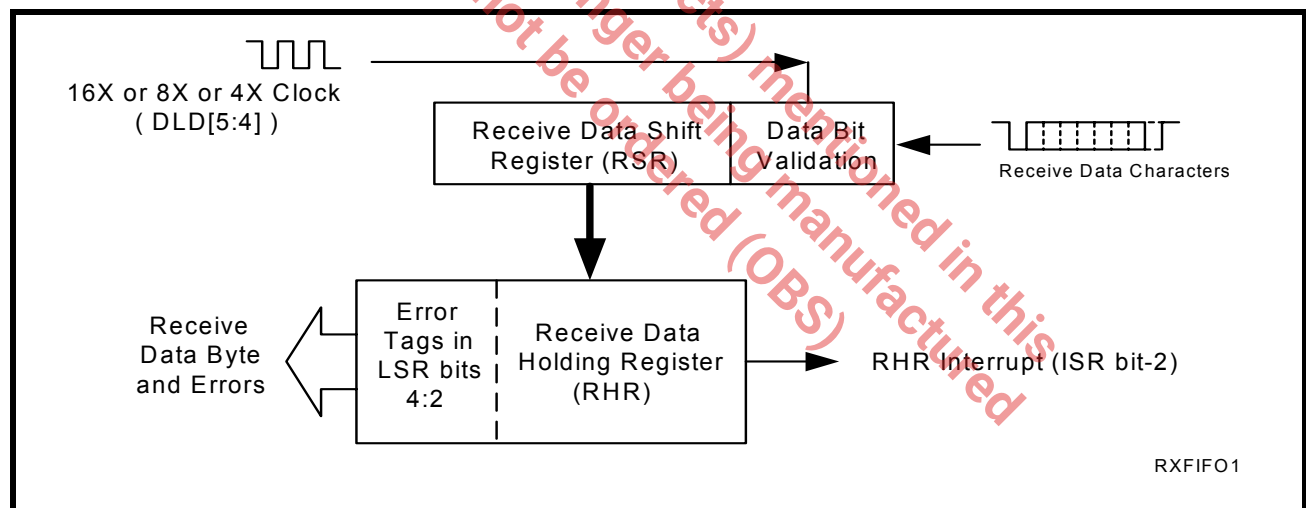 16X or 8X or 4X Clock
( DLD[5:4] )
Receive Data Shift
Register (RSR)
Data Bit
Validation
Receive Data Characters
Error
Tags in
LSR bits
4:2
Receive Data
Holding Register
(RHR)
Receive
Data Byte
and Errors
RHR Interrupt (ISR bit-2)
RXFIFO1
ets) mentioned in this
nger being manufactured
not be ordered (OBS)